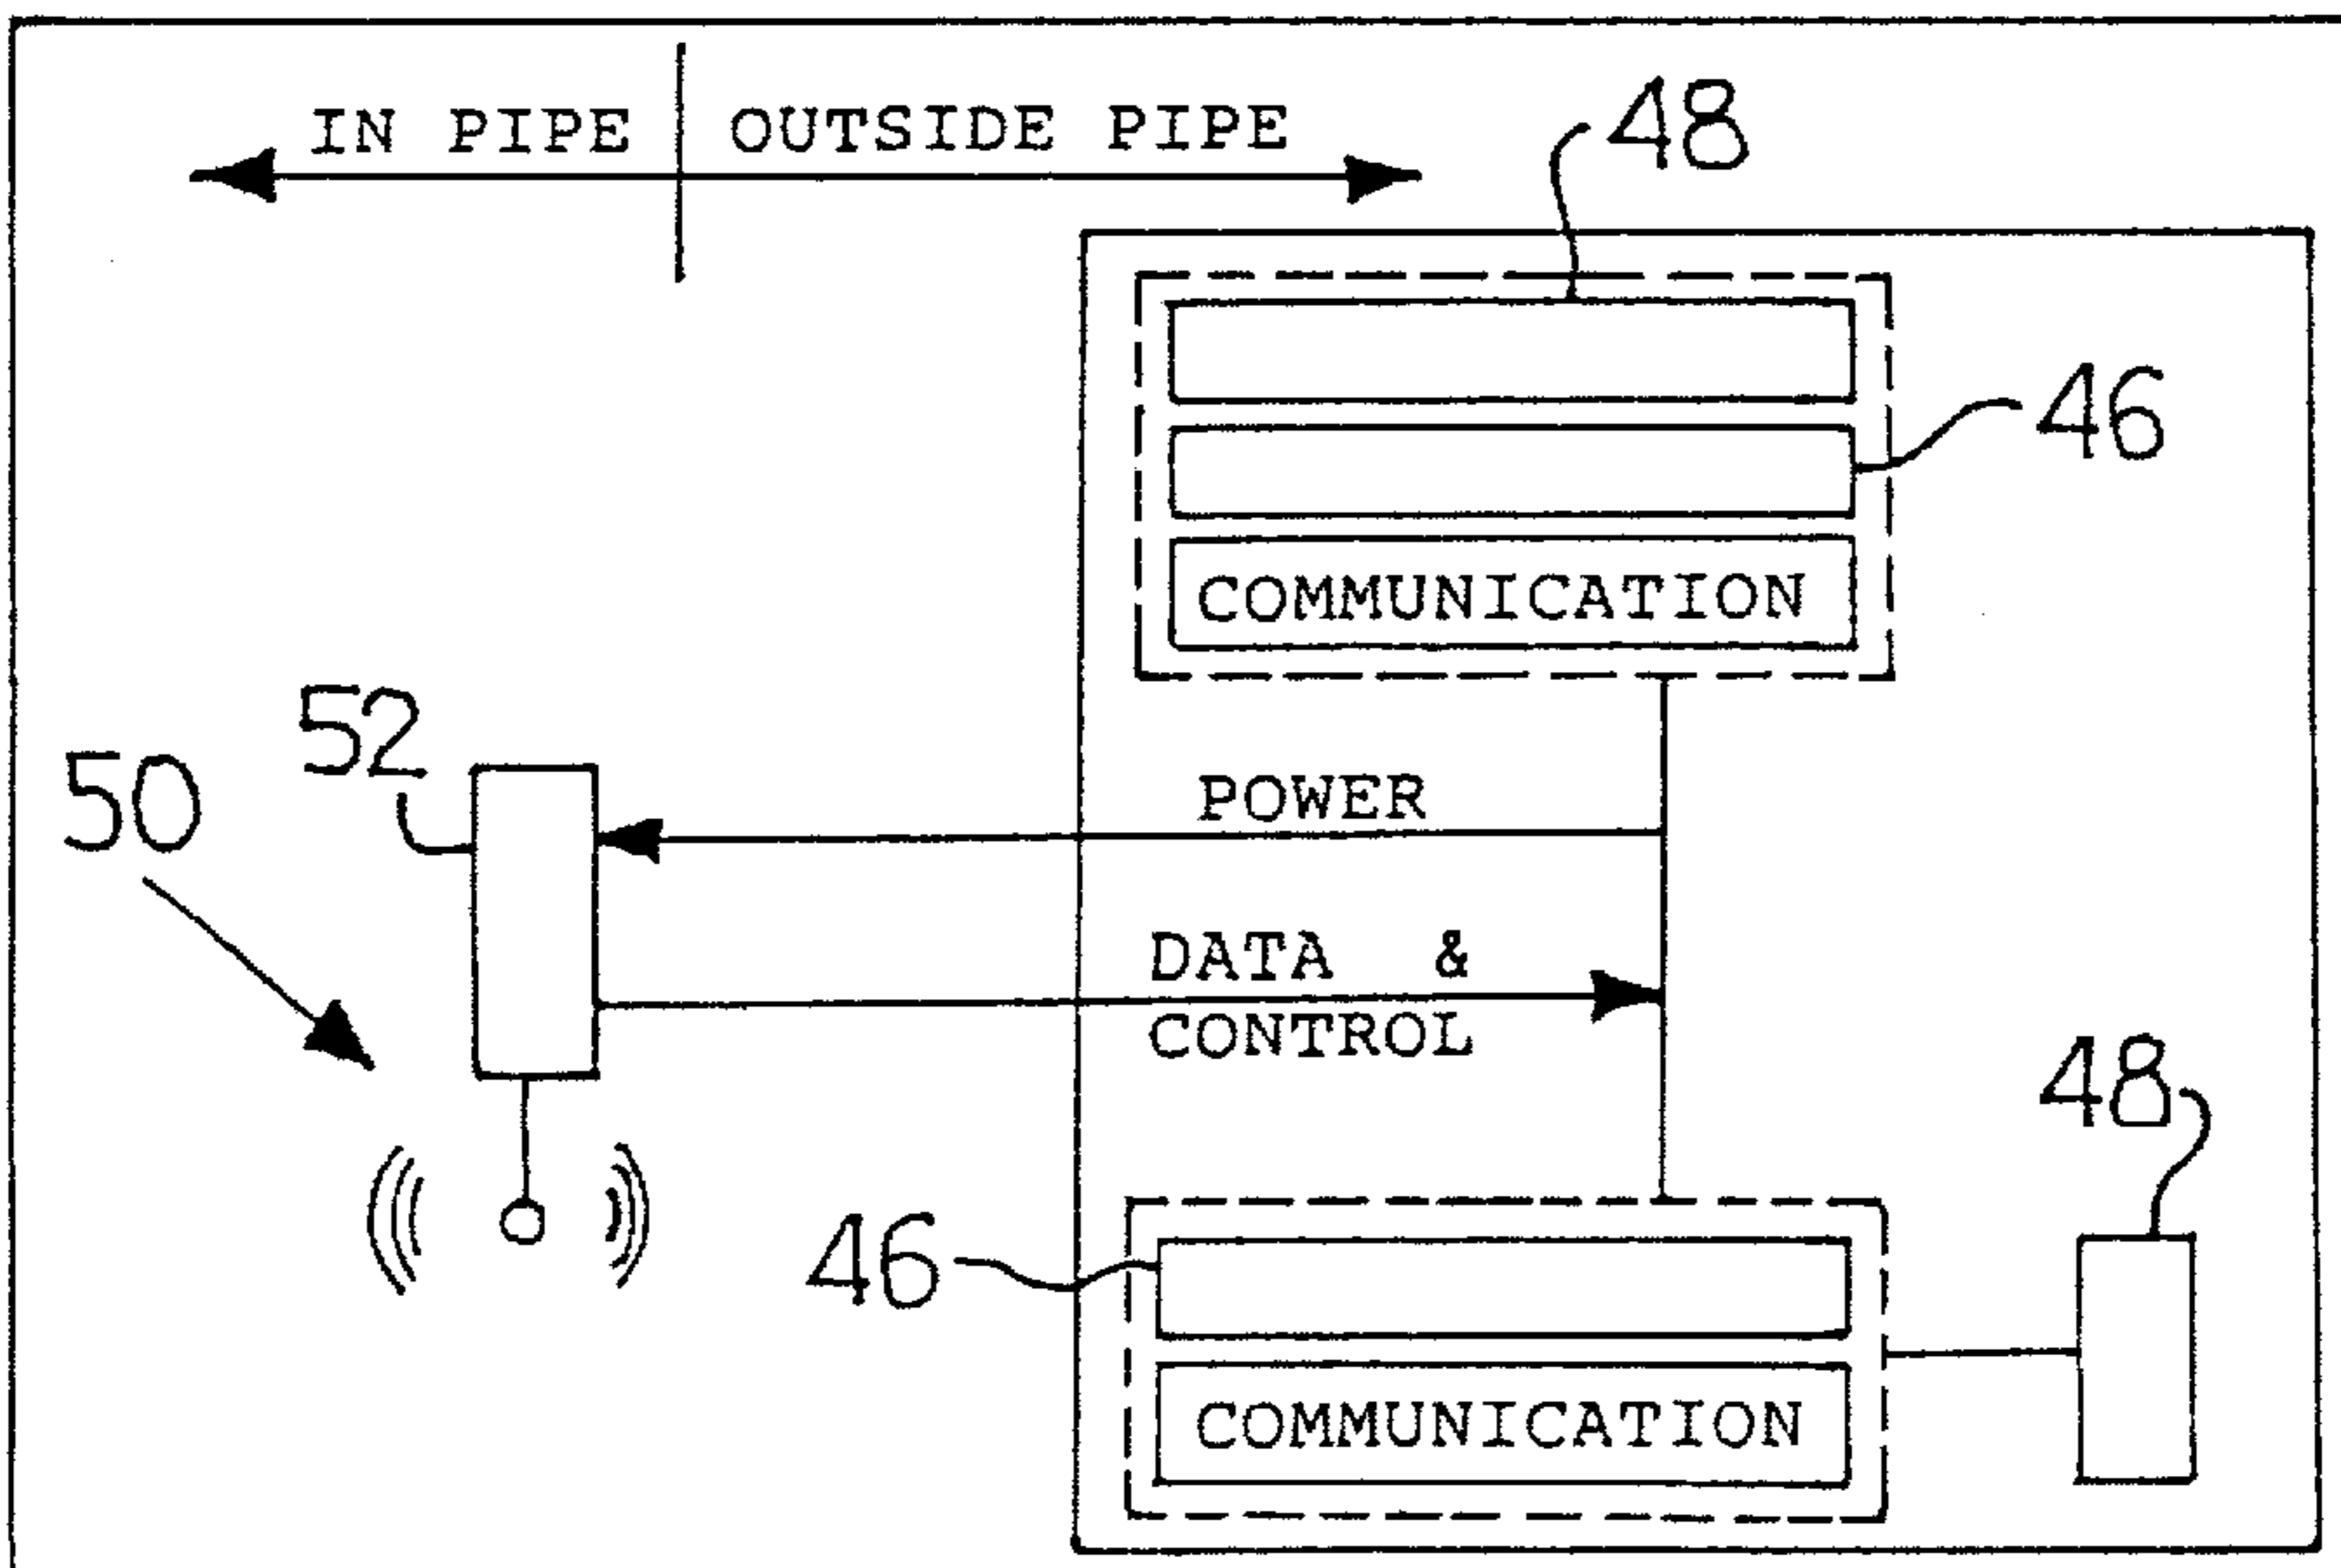 IN PIPE OUTSIDE PIPE
48
46
COMMUNICATION
52
50
POWER
DATA &
CONTROL
48
46
COMMUNICATION